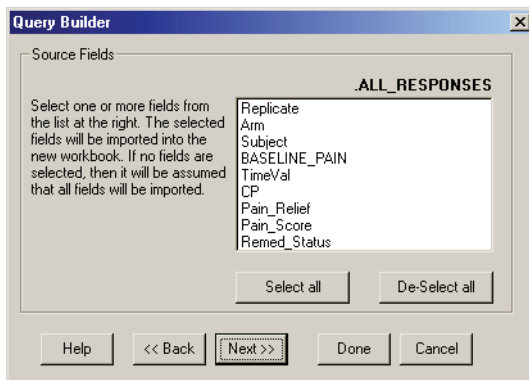 Query Builder
Source Fields
.ALL_RESPONSES
Select one or more fields from
the list at the right. The selected
fields will be imported into the
new workbook. If no fields are
selected, then it will be assumed
that all fields will be imported.
Replicate
Arm
Subject
BASELINE_PAIN
TimeVal
CP
Pain_Relief
Pain_Score
Remed_Status
Select all
De-Select all
Help
<< Back
Next >>
Done
Cancel